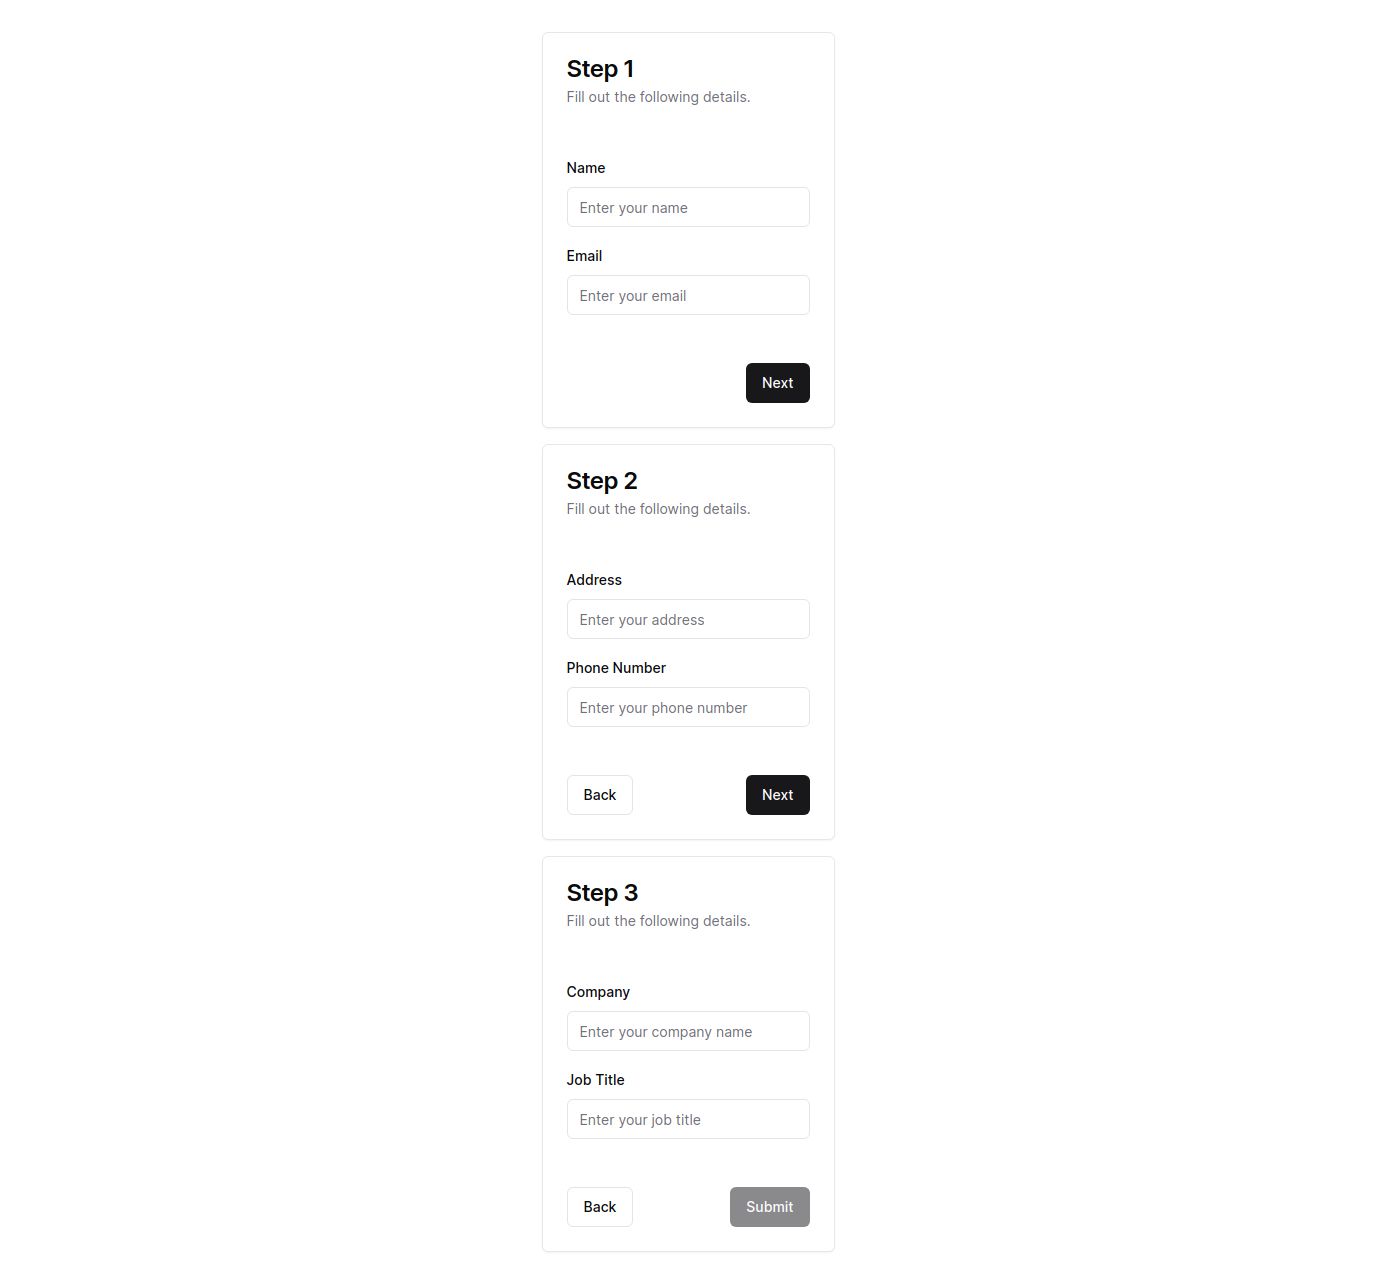 Step 1
Fill out the following details.
Name
Enter your name
Email
Enter your email
Next
Step 2
Fill out the following details.
Address
Enter your address
Phone Number
Enter your phone number
Back
Next
Step 3
Fill out the following details.
Company
Enter your company name
Job Title
Enter your job title
Back
Submit